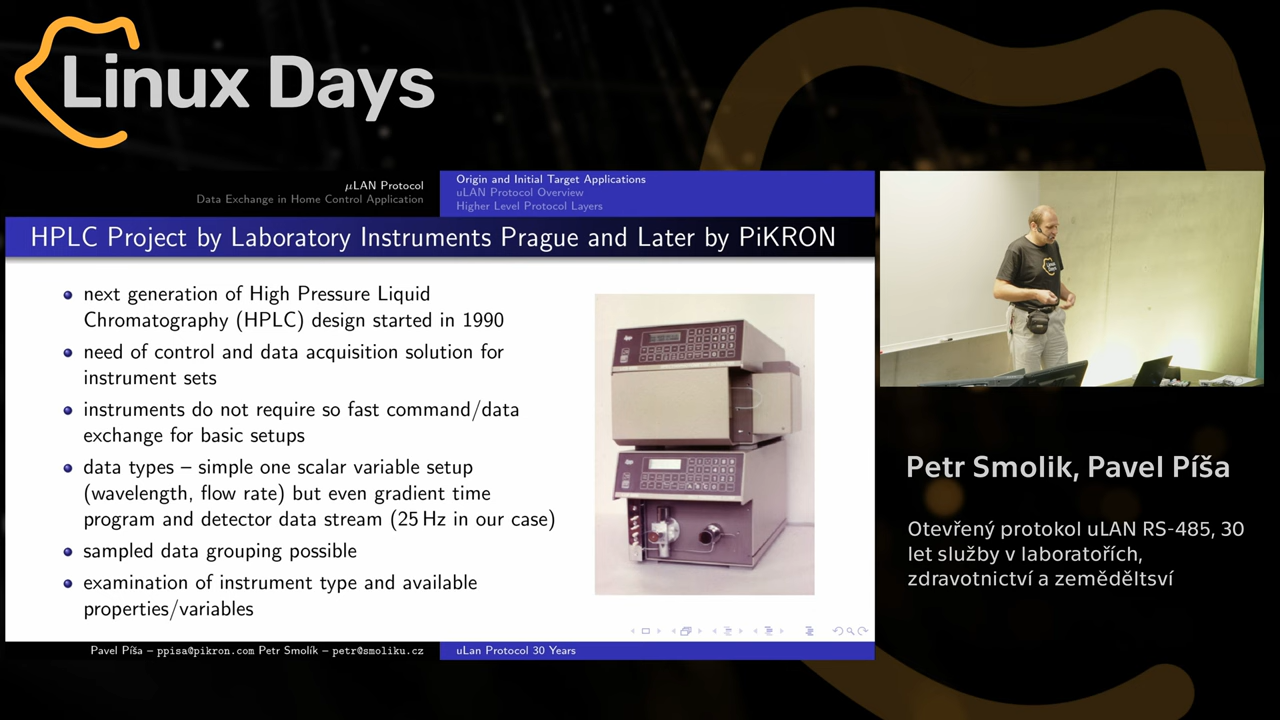 Linux Days
μLAN Protocol
Data Exchange in Home Control Application
Origin and Initial Target Applications
uLAN Protocol Overview
Higher Level Protocol Layers
HPLC Project by Laboratory Instruments Prague and Later by PiKRON
next generation of High Pressure Liquid
Chromatography (HPLC) design started in 1990
need of control and data acquisition solution for
instrument sets
instruments do not require so fast command/data
exchange for basic setups
data types – simple one scalar variable setup
(wavelength, flow rate) but even gradient time
program and detector data stream (25 Hz in our case)
sampled data grouping possible
examination of instrument type and available
properties/variables
Pavel Píša – ppisa@pikron.com Petr Smolík – petr@smoliku.cz
uLan Protocol 30 Years
Linux
Days
Petr Smolik, Pavel Píša
Otevřený protokol uLAN RS-485, 30
let služby v laboratořích,
zdravotnictví a zeměděltsví